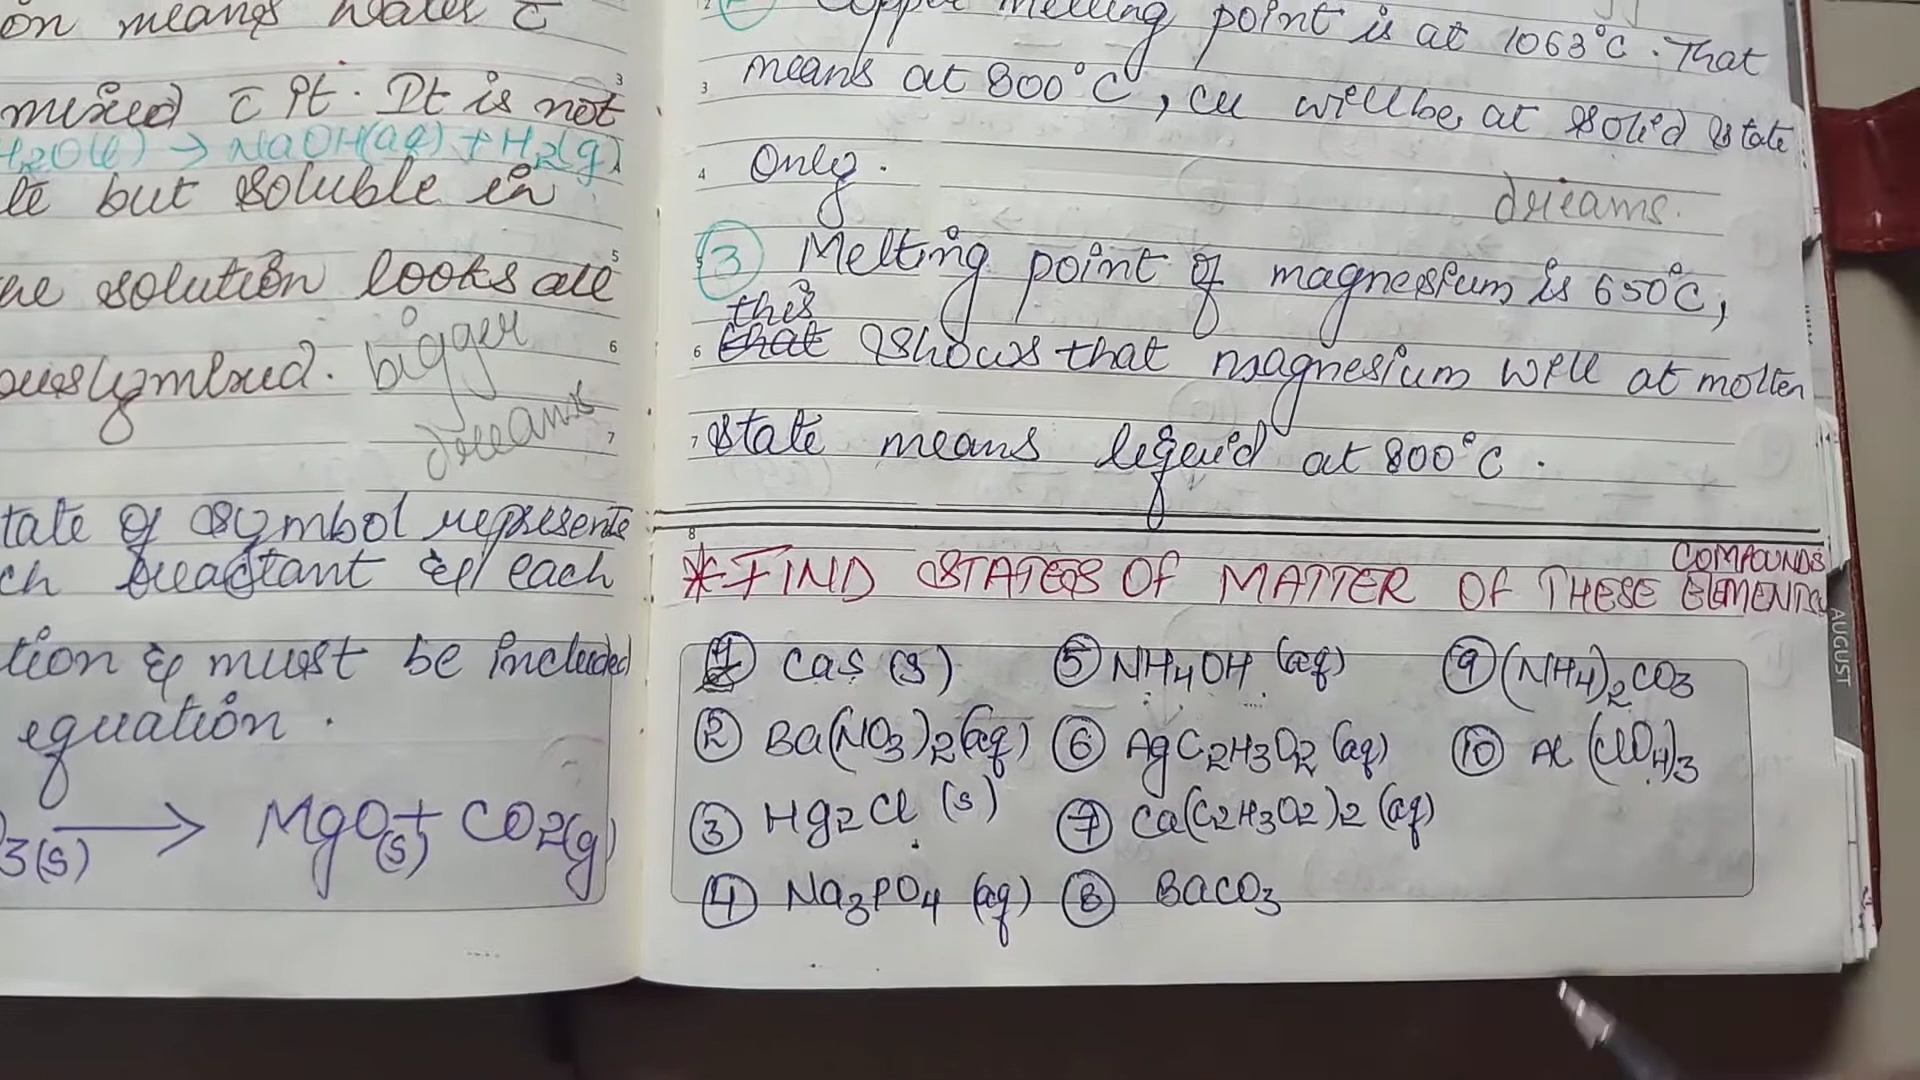 on means water c̄
mixed c̄ it. It is not
H2O(l) → NaOH(aq) + H2(g)
te but soluble in
solution looks all
ously mixed. bigger
dreams
tate of symbol represents
ch reactant & each
tion & must be included
equation.
3(s) → MgO(s) + CO2(g)
Copper melting point is at 1063°C. That
means at 800°C, cu will be at solid state
Only.
dreams.
3 Melting point of magnesium is 650°C,
this
that shows that magnesium will at molten
state means liquid at 800°C.
COMPOUNDS
* FIND STATES OF MATTER OF THESE ELEMENTS
1 CaS (s) 5 NH4OH (aq) 9 (NH4)2CO3
2 Ba(NO3)2(aq) 6 AgC2H3O2 (aq) 10 Al (ClO4)3
3 Hg2Cl (s) 7 Ca(C2H3O2)2 (aq)
4 Na3PO4 (aq) 8 BaCO3
AUGUST